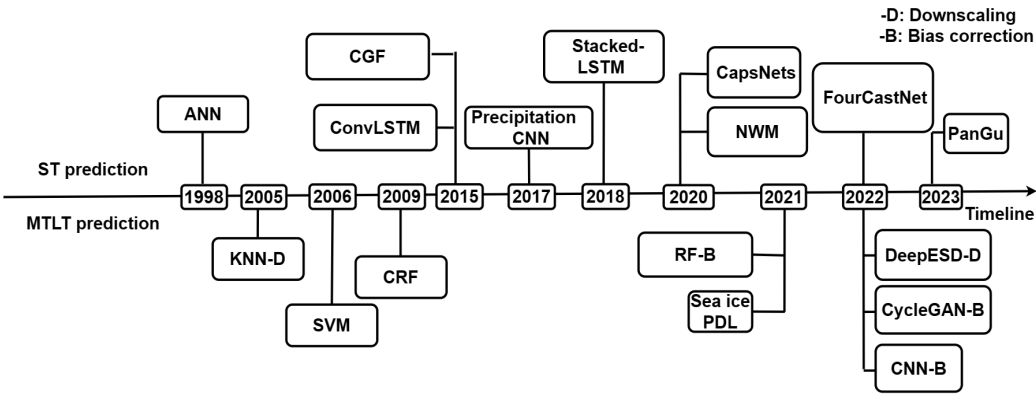 -D: Downscaling
-B: Bias correction
CGF
Stacked-
LSTM
CapsNets
FourCastNet
ANN
ConvLSTM
Precipitation
CNN
NWM
PanGu
ST prediction
1998
2005
2006
2009
2015
2017
2018
2020
2021
2022
2023
MTLT prediction
Timeline
KNN-D
CRF
SVM
RF-B
Sea ice
PDL
DeepESD-D
CycleGAN-B
CNN-B